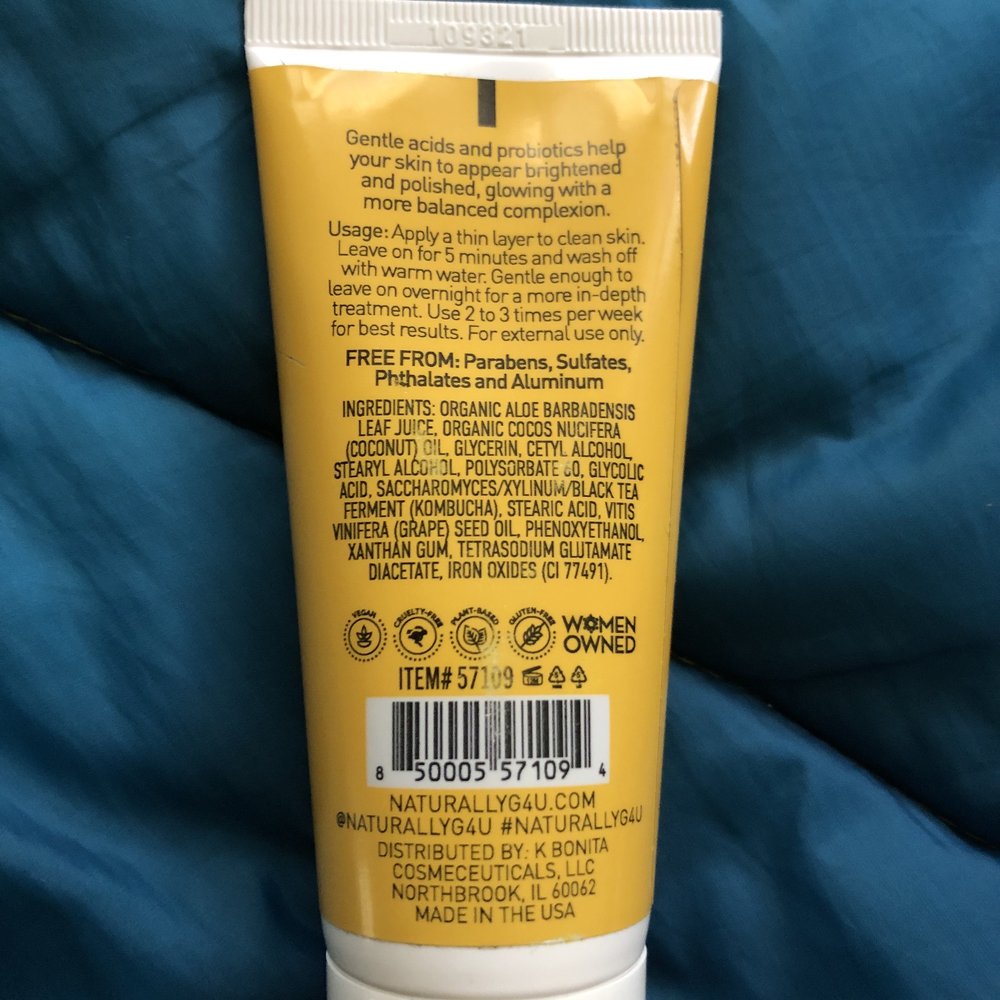 109321
Gentle acids and probiotics help
your skin to appear brightened
and polished, glowing with a
more balanced complexion.
Usage: Apply a thin layer to clean skin.
Leave on for 5 minutes and wash off
with warm water. Gentle enough to
leave on overnight for a more in-depth
treatment. Use 2 to 3 times per week
for best results. For external use only.
FREE FROM: Parabens, Sulfates,
Phthalates and Aluminum
INGREDIENTS: ORGANIC ALOE BARBADENSIS
LEAF JUICE, ORGANIC COCOS NUCIFERA
(COCONUT) OIL, GLYCERIN, CETYL ALCOHOL,
STEARYL ALCOHOL, POLYSORBATE 60, GLYCOLIC
ACID, SACCHAROMYCES/XYLINUM/BLACK TEA
FERMENT (KOMBUCHA), STEARIC ACID, VITIS
VINIFERA (GRAPE) SEED OIL, PHENOXYETHANOL,
XANTHAN GUM, TETRASODIUM GLUTAMATE
DIACETATE, IRON OXIDES (CI 77491).
VEGAN CRUELTY-FREE PLANT-BASED GLUTEN-FREE WOMEN
OWNED
ITEM# 57109 12M
8 50005 57109 4
NATURALLYG4U.COM
@NATURALLYG4U #NATURALLYG4U
DISTRIBUTED BY: K BONITA
COSMECEUTICALS, LLC
NORTHBROOK, IL 60062
MADE IN THE USA